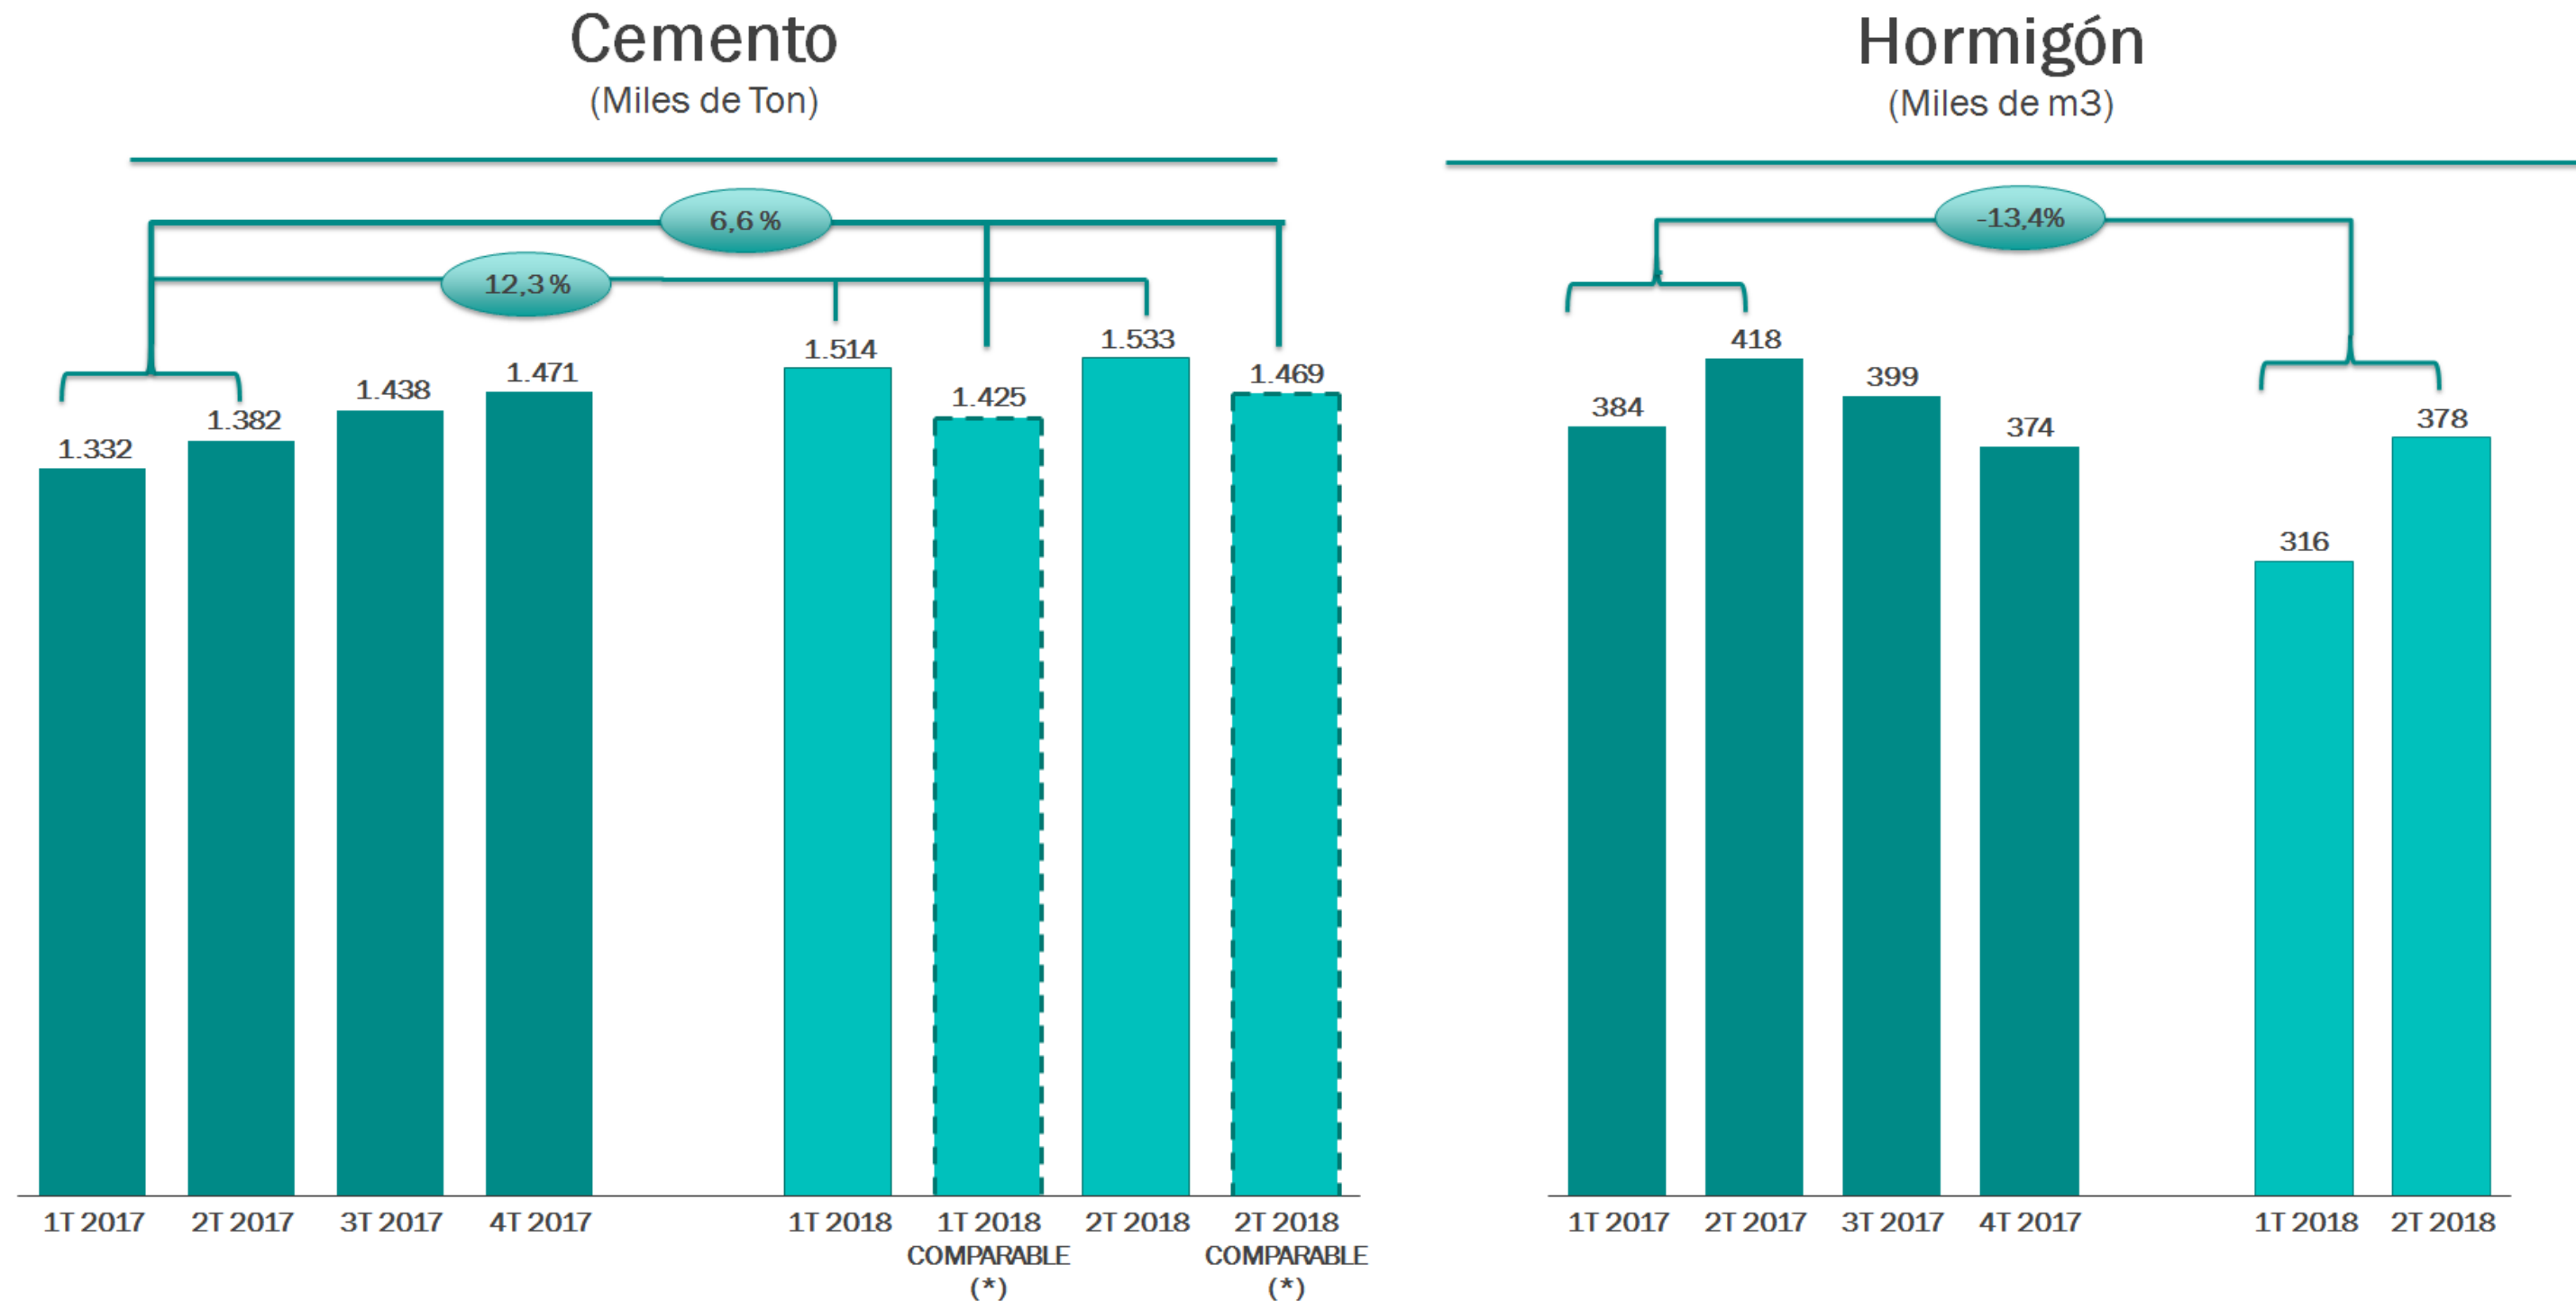 Cemento
(Miles de Ton)
6,6 %
12,3 %
1.332
1.382
1.438
1.471
1.514
1.425
1.533
1.469
1T 2017
2T 2017
3T 2017
4T 2017
1T 2018
1T 2018
COMPARABLE
(*)
2T 2018
2T 2018
COMPARABLE
(*)
Hormigón
(Miles de m3)
-13,4%
384
418
399
374
316
378
1T 2017
2T 2017
3T 2017
4T 2017
1T 2018
2T 2018